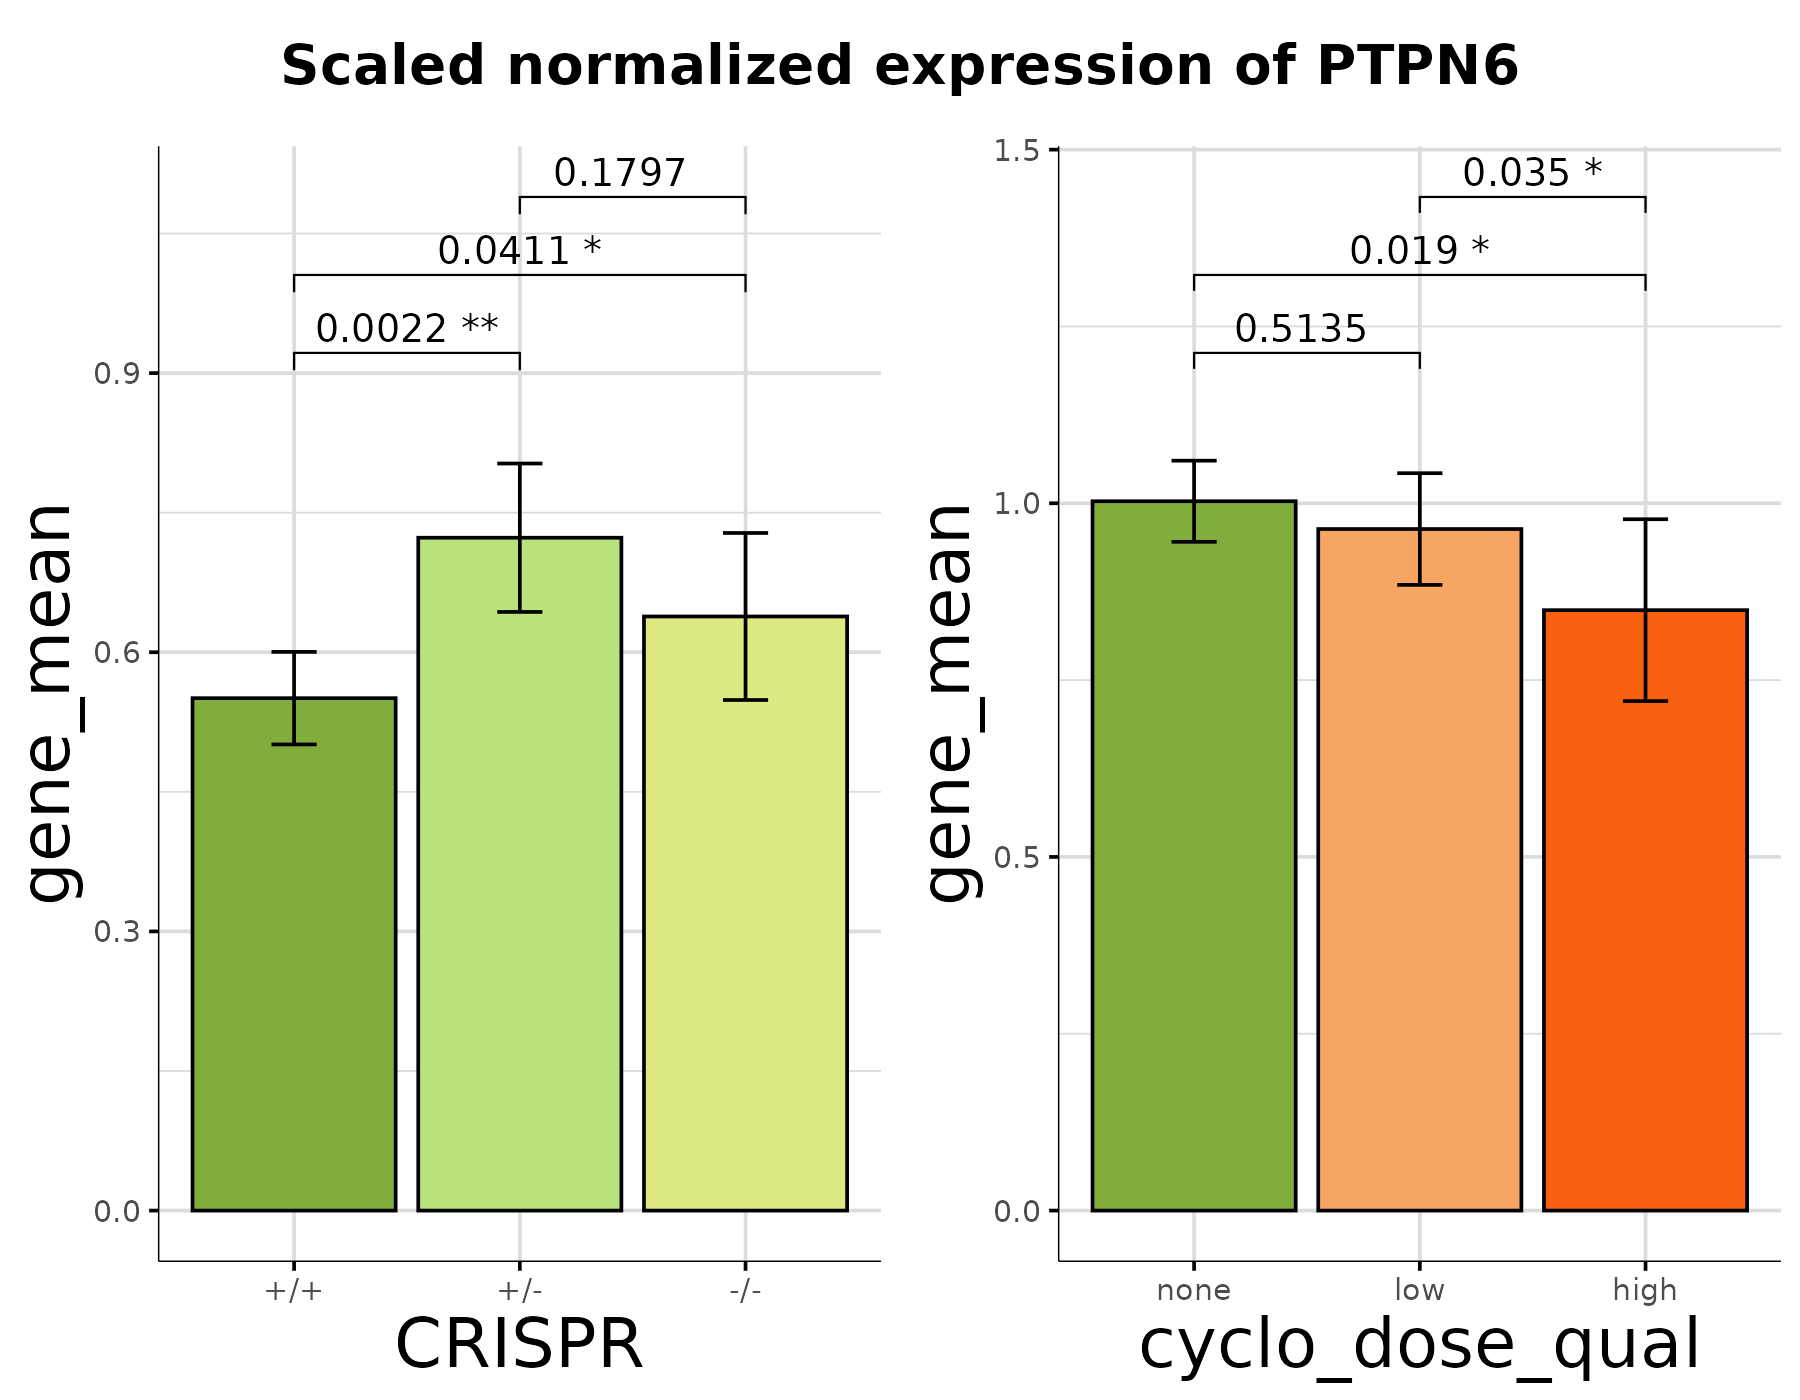 Scaled normalized expression of PTPN6
gene_mean
0.9
0.6
0.3
0.0
0.1797
0.0411 *
0.0022 **
+/+
+/-
-/-
CRISPR
gene_mean
1.5
1.0
0.5
0.0
0.035 *
0.019 *
0.5135
none
low
high
cyclo_dose_qual